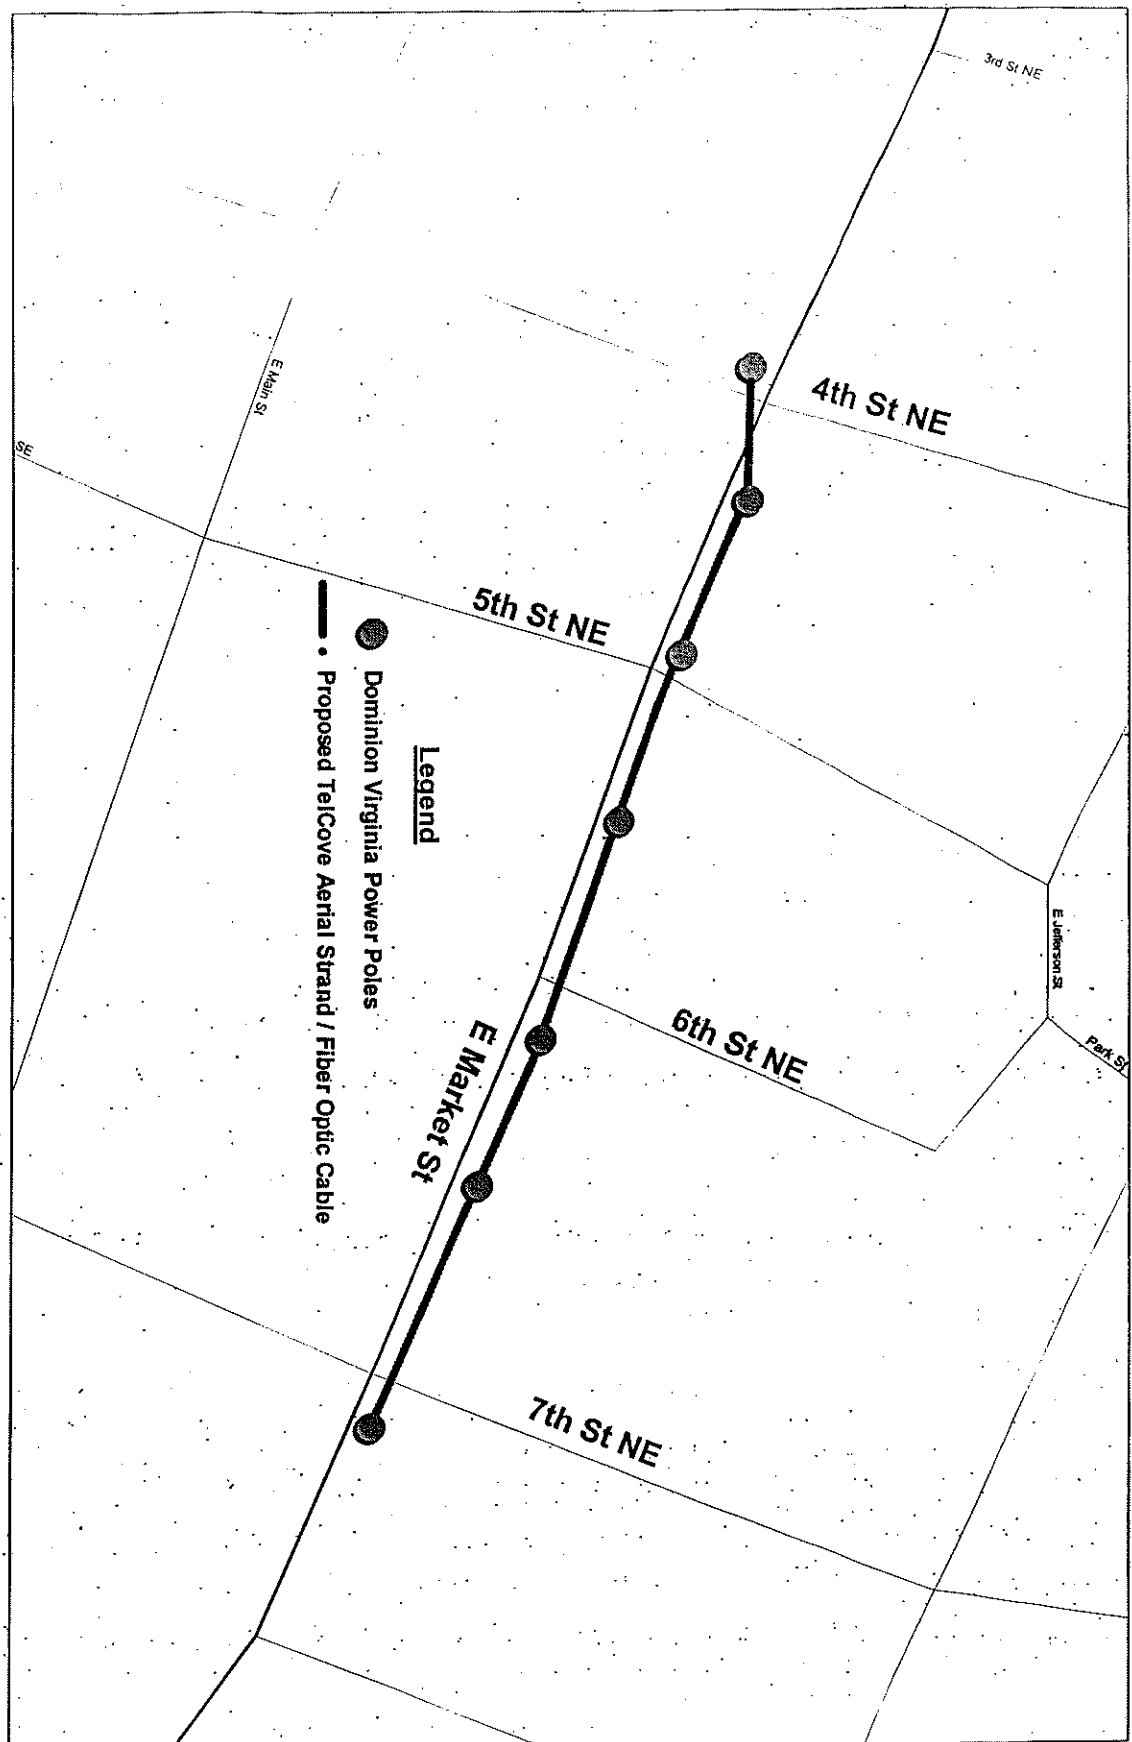 3rd St NE
4th St NE
E Main St
SE
5th St NE
E Jefferson St
Park St
6th St NE
E Market St
7th St NE
Legend
Dominion Virginia Power Poles
Proposed TelCove Aerial Strand / Fiber Optic Cable